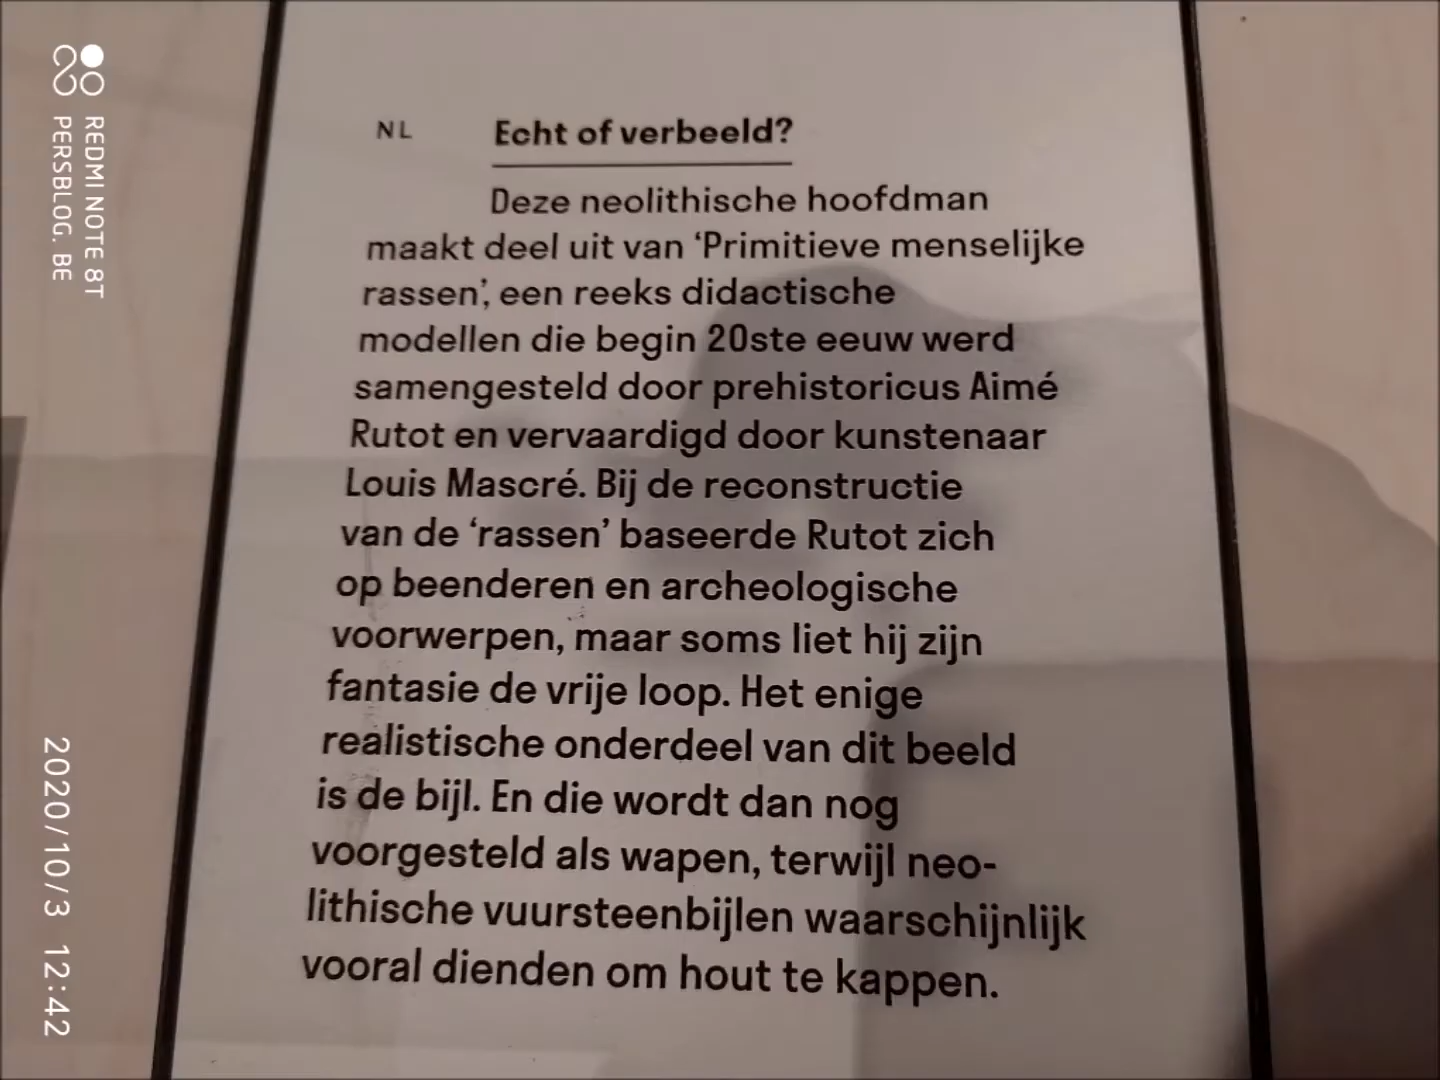 NL Echt of verbeeld?
Deze neolithische hoofdman
maakt deel uit van ‘Primitieve menselijke
rassen’, een reeks didactische
modellen die begin 20ste eeuw werd
samengesteld door prehistoricus Aimé
Rutot en vervaardigd door kunstenaar
Louis Mascré. Bij de reconstructie
van de ‘rassen’ baseerde Rutot zich
op beenderen en archeologische
voorwerpen, maar soms liet hij zijn
fantasie de vrije loop. Het enige
realistische onderdeel van dit beeld
is de bijl. En die wordt dan nog
voorgesteld als wapen, terwijl neo-
lithische vuursteenbijlen waarschijnlijk
vooral dienden om hout te kappen.
REDMI NOTE 8T
PERSBLOG. BE
2020/10/3 12:42